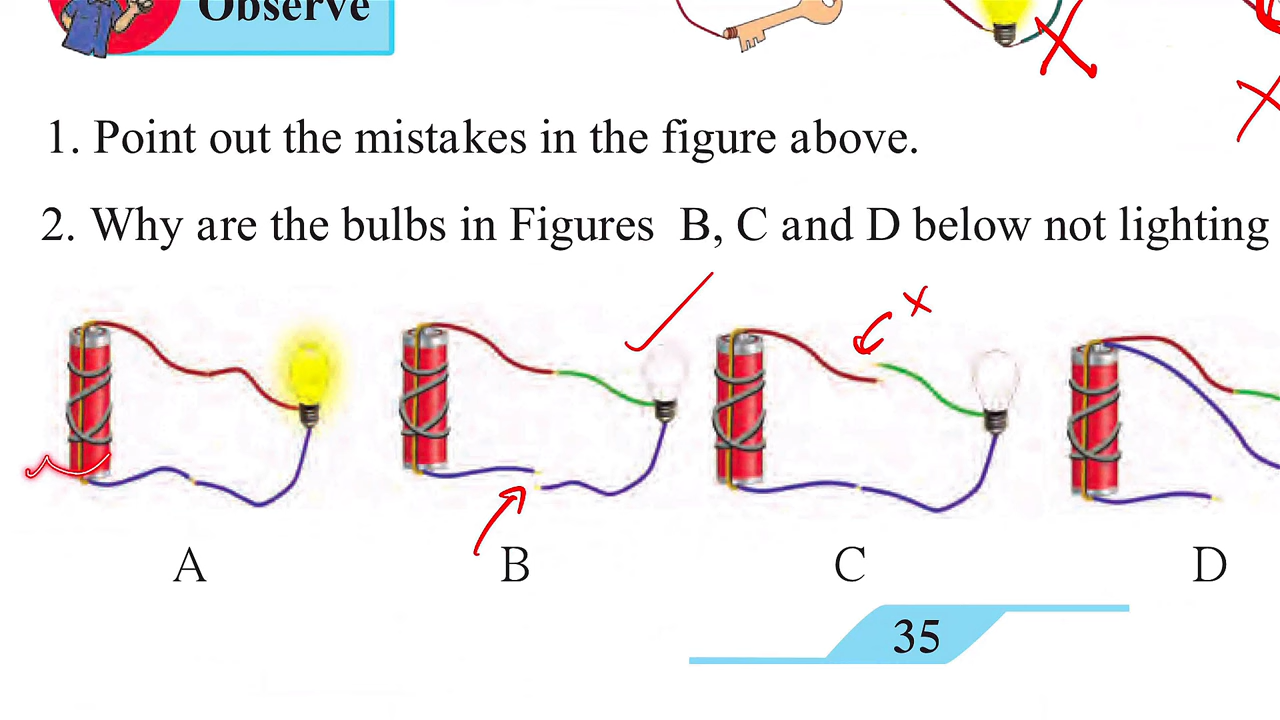 Observe
1. Point out the mistakes in the figure above.
2. Why are the bulbs in Figures B, C and D below not lighting
A B C D
35